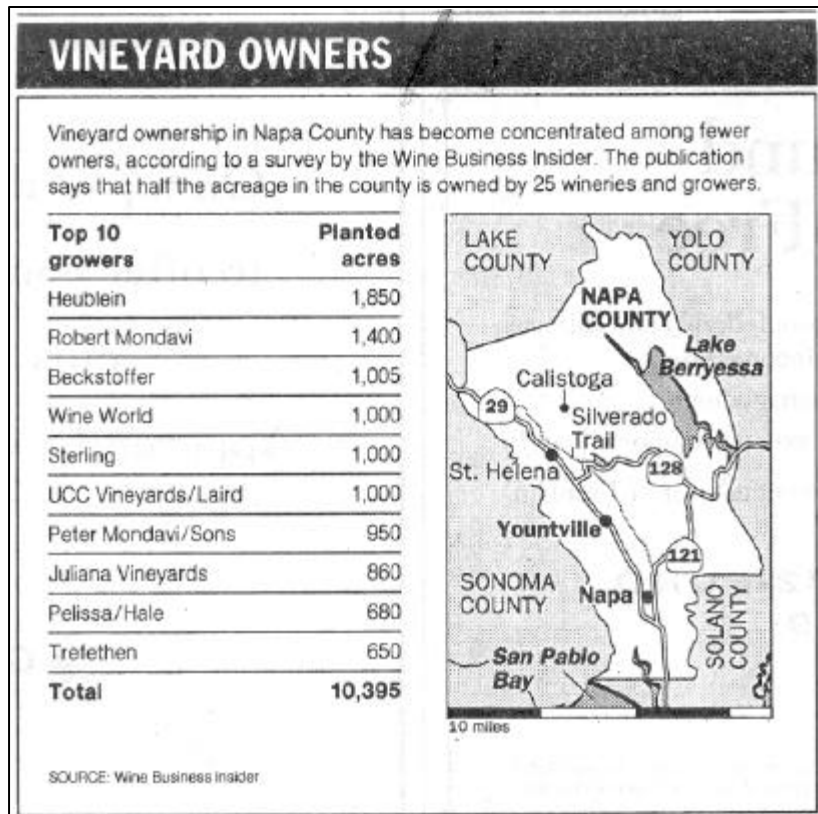 VINEYARD OWNERS
Vineyard ownership in Napa County has become concentrated among fewer
owners, according to a survey by the Wine Business Insider. The publication
says that half the acreage in the county is owned by 25 wineries and growers.
Top 10 Planted
growers acres
Heublein 1,850
Robert Mondavi 1,400
Beckstoffer 1,005
Wine World 1,000
Sterling 1,000
UCC Vineyards/Laird 1,000
Peter Mondavi/Sons 950
Juliana Vineyards 860
Pelissa/Hale 680
Trefethen 650
Total 10,395
SOURCE: Wine Business Insider
LAKE
COUNTY
YOLO
COUNTY
NAPA
COUNTY
Lake
Berryessa
Calistoga
29
Silverado
Trail
St. Helena
128
Yountville
121
SONOMA
COUNTY
Napa
SOLANO
COUNTY
San Pablo
Bay
10 miles